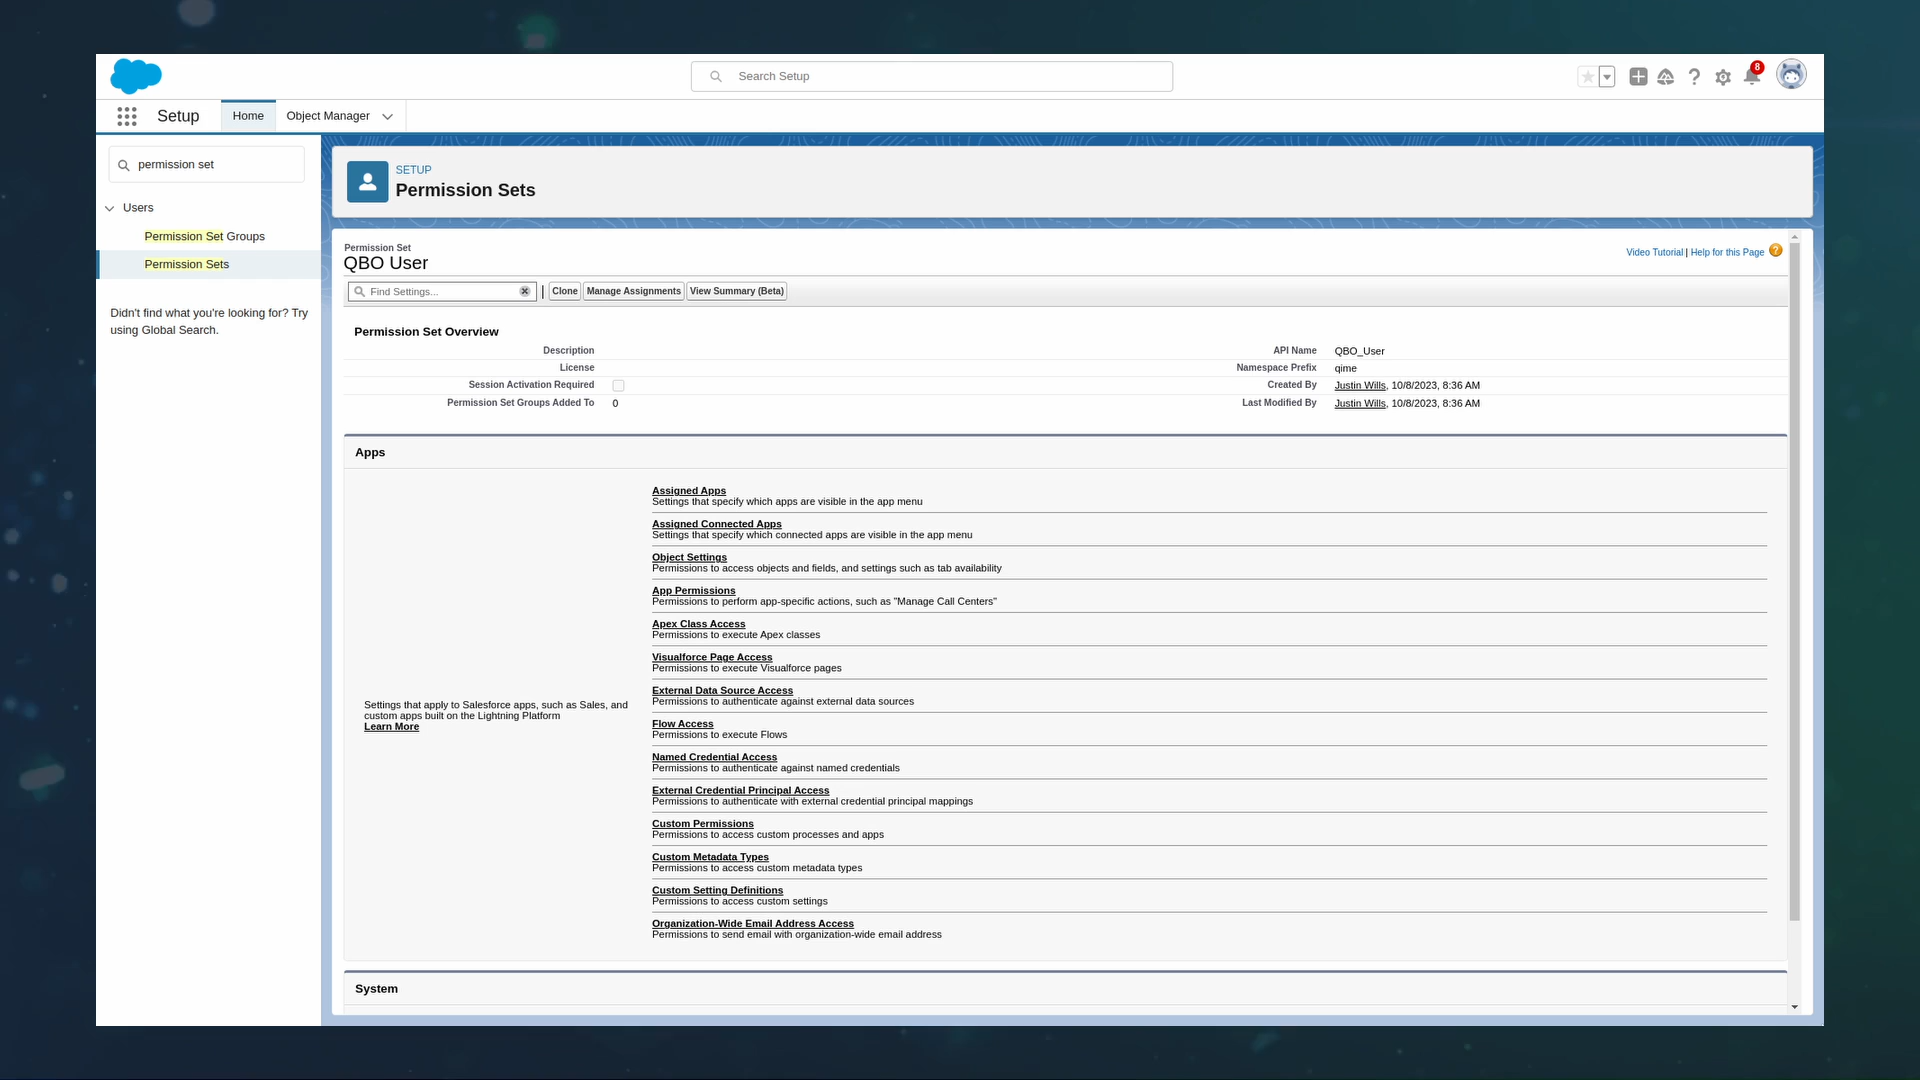 Search Setup
8
Setup
Home
Object Manager
permission set
Users
Permission Set Groups
Permission Sets
Didn't find what you're looking for? Try
using Global Search.
SETUP
Permission Sets
Permission Set
QBO User
Video Tutorial | Help for this Page
Find Settings...
| Clone Manage Assignments View Summary (Beta)
Permission Set Overview
Description
API Name QBO_User
License
Namespace Prefix qime
Session Activation Required
Created By Justin Wills, 10/8/2023, 8:36 AM
Permission Set Groups Added To 0
Last Modified By Justin Wills, 10/8/2023, 8:36 AM
Apps
Settings that apply to Salesforce apps, such as Sales, and
custom apps built on the Lightning Platform
Learn More
Assigned Apps
Settings that specify which apps are visible in the app menu
Assigned Connected Apps
Settings that specify which connected apps are visible in the app menu
Object Settings
Permissions to access objects and fields, and settings such as tab availability
App Permissions
Permissions to perform app-specific actions, such as "Manage Call Centers"
Apex Class Access
Permissions to execute Apex classes
Visualforce Page Access
Permissions to execute Visualforce pages
External Data Source Access
Permissions to authenticate against external data sources
Flow Access
Permissions to execute Flows
Named Credential Access
Permissions to authenticate against named credentials
External Credential Principal Access
Permissions to authenticate with external credential principal mappings
Custom Permissions
Permissions to access custom processes and apps
Custom Metadata Types
Permissions to access custom metadata types
Custom Setting Definitions
Permissions to access custom settings
Organization-Wide Email Address Access
Permissions to send email with organization-wide email address
System